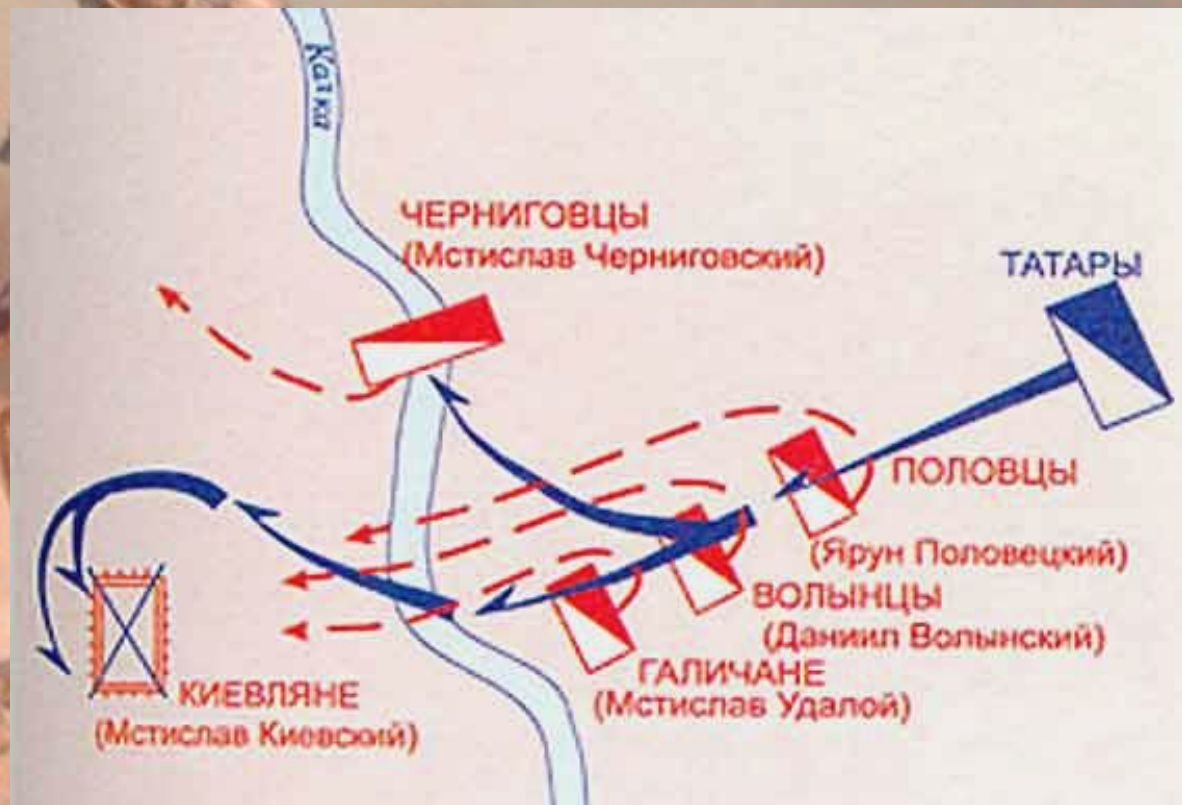 Калка
ЧЕРНИГОВЦЫ
(Мстислав Черниговский)
ТАТАРЫ
ПОЛОВЦЫ
(Ярун Половецкий)
ВОЛЫНЦЫ
(Даниил Волынский)
ГАЛИЧАНЕ
(Мстислав Удалой)
КИЕВЛЯНЕ
(Мстислав Киевский)